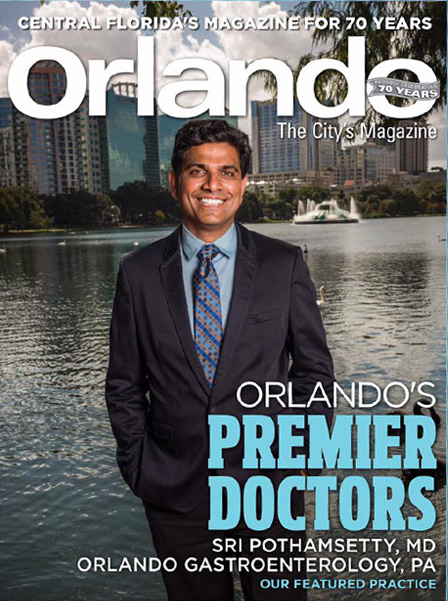 CENTRAL FLORIDA'S MAGAZINE FOR 70 YEARS
Orlando®
70 YEARS
The City's Magazine
ORLANDO'S
PREMIER
DOCTORS
SRI POTHAMSETTY, MD
ORLANDO GASTROENTEROLOGY, PA
OUR FEATURED PRACTICE